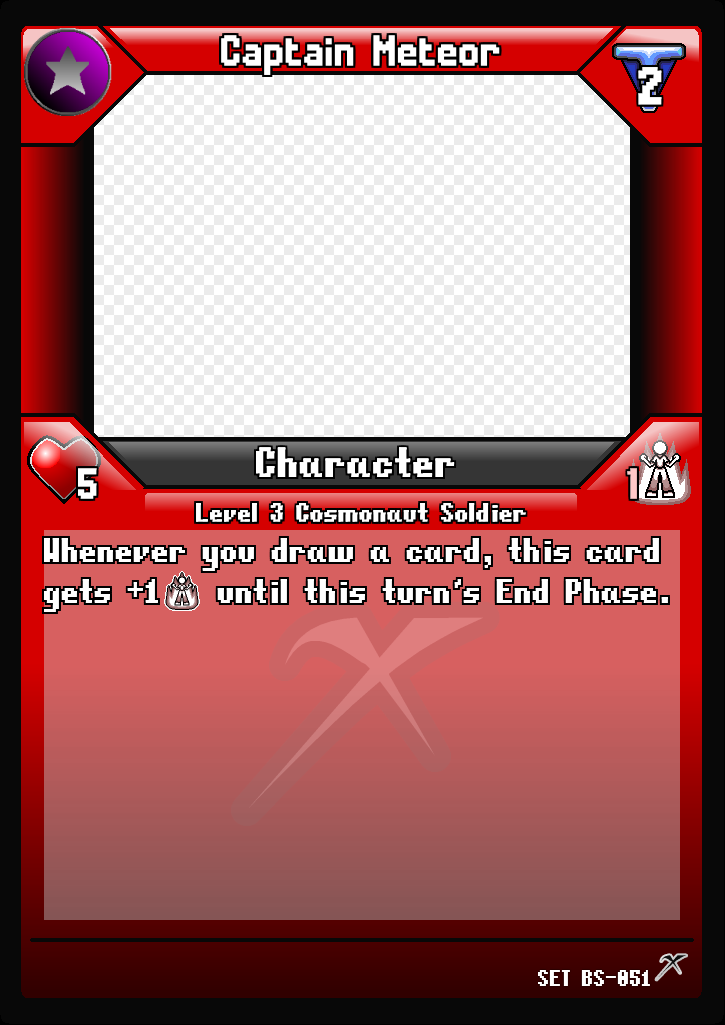 Captain Meteor
2
Character
5
1
Level 3 Cosmonaut Soldier
Whenever you draw a card, this card
gets +1 until this turn's End Phase.
SET BS-051